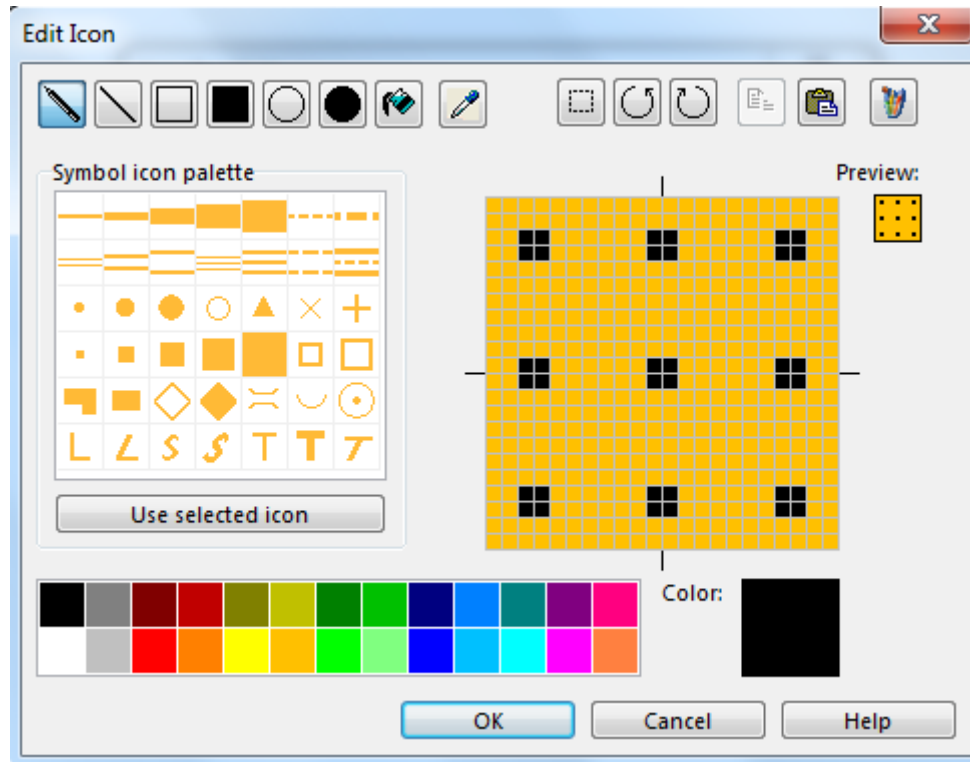 Edit Icon
Symbol icon palette
Preview:
Use selected icon
Color:
OK
Cancel
Help